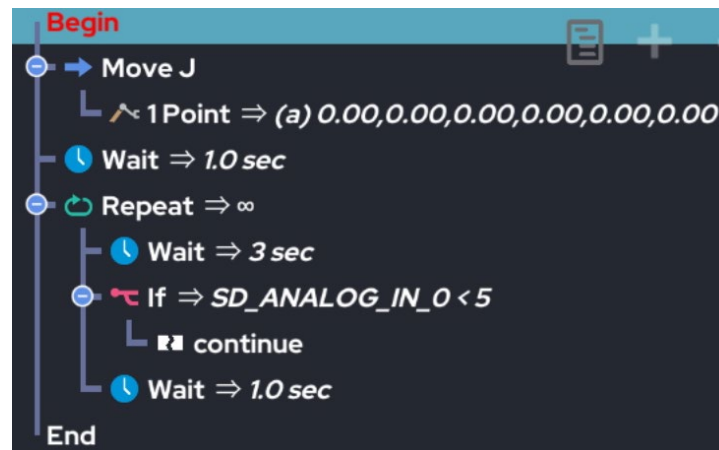 Begin
Move J
1 Point ⇒ (a) 0.00,0.00,0.00,0.00,0.00,0.00
Wait ⇒ 1.0 sec
Repeat ⇒ ∞
Wait ⇒ 3 sec
If ⇒ SD_ANALOG_IN_0 < 5
continue
Wait ⇒ 1.0 sec
End